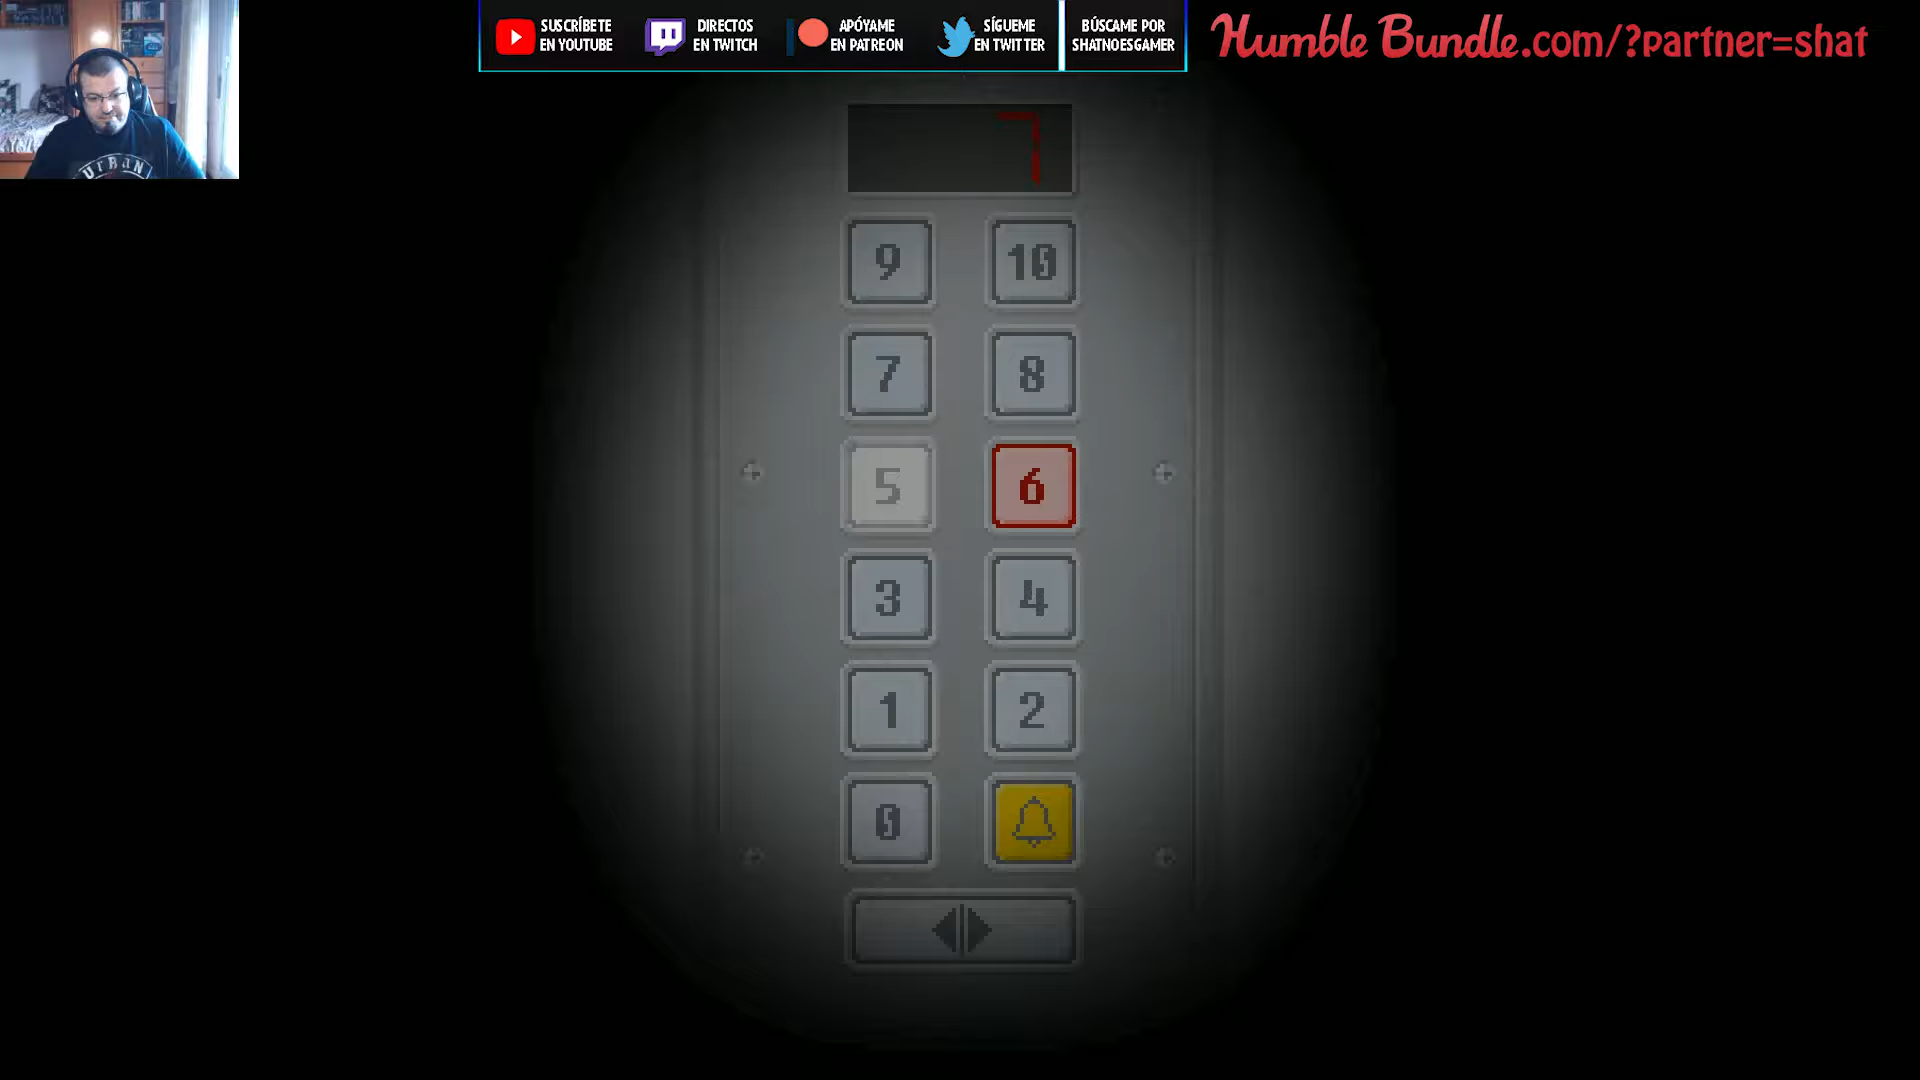 SUSCRÍBETE
EN YOUTUBE
DIRECTOS
EN TWITCH
APÓYAME
EN PATREON
SÍGUEME
EN TWITTER
BÚSCAME POR
SHATNOESGAMER
Humble Bundle.com/?partner=shat
7
9 10
7 8
5 6
3 4
1 2
0
URBAN